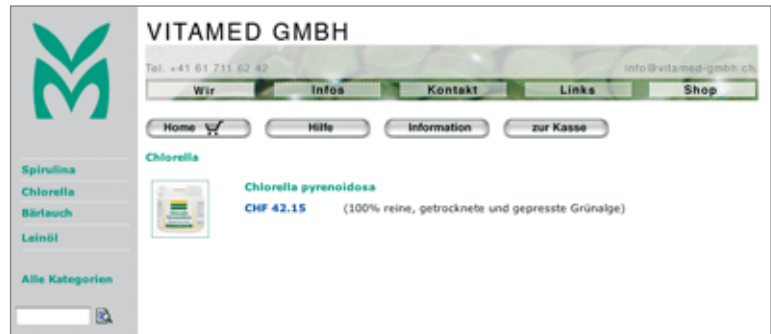 VITAMED GMBH
Tel. +41 61 711 62 42
info@vitamed-gmbh.ch
Wir Infos Kontakt Links Shop
Home Hilfe Information zur Kasse
Chlorella
Spirulina
Chlorella
Bärlauch
Leinöl
Alle Kategorien
Chlorella pyrenoidosa
CHF 42.15 (100% reine, getrocknete und gepresste Grünalge)